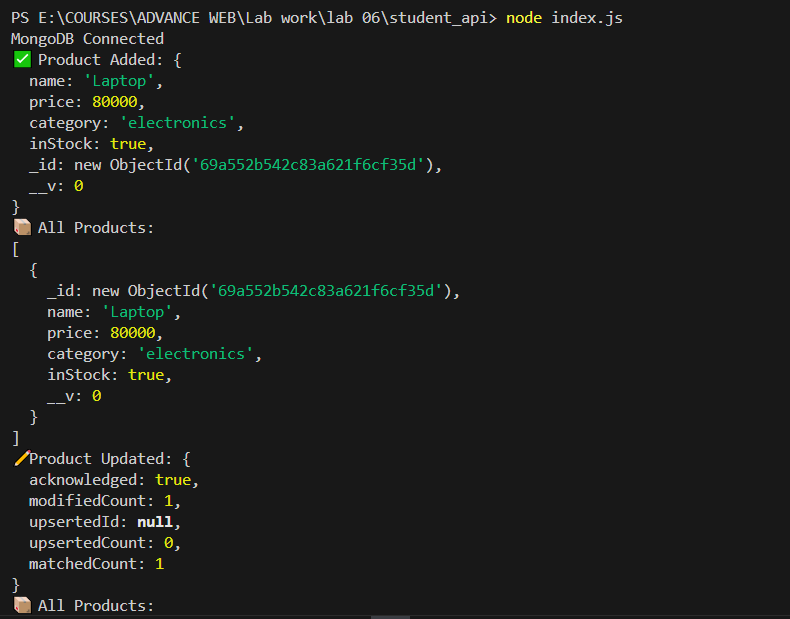 PS E:\COURSES\ADVANCE WEB\Lab work\lab 06\student_api> node index.js
MongoDB Connected
✅ Product Added: {
  name: 'Laptop',
  price: 80000,
  category: 'electronics',
  inStock: true,
  _id: new ObjectId('69a552b542c83a621f6cf35d'),
  __v: 0
}
📦 All Products:
[
  {
    _id: new ObjectId('69a552b542c83a621f6cf35d'),
    name: 'Laptop',
    price: 80000,
    category: 'electronics',
    inStock: true,
    __v: 0
  }
]
✏️Product Updated: {
  acknowledged: true,
  modifiedCount: 1,
  upsertedId: null,
  upsertedCount: 0,
  matchedCount: 1
}
📦 All Products: